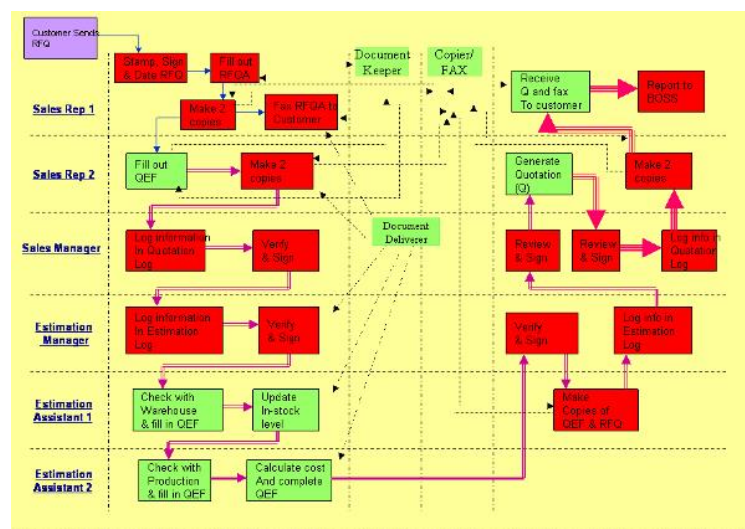 Customer Sends
RFQ
Stamp, Sign
& Date RFQ
Fill out
RFQA
Document
Keeper
Copier/
FAX
Receive
Q and fax
To customer
Report to
BOSS
Sales Rep 1
Make 2
copies
Fax RFQA to
Customer
Sales Rep 2
Fill out
QEF
Make 2
copies
Generate
Quotation
(Q)
Make 2
copies
Sales Manager
Log information
In Quotation
Log
Verify
& Sign
Document
Deliverer
Review
& Sign
Review
& Sign
Log info in
Quotation
Log
Estimation
Manager
Log information
In Estimation
Log
Verify
& Sign
Verify
& Sign
Log info in
Estimation
Log
Estimation
Assistant 1
Check with
Warehouse
& fill in QEF
Update
In-stock
level
Make
Copies of
QEF & RFQ
Estimation
Assistant 2
Check with
Production
& fill in QEF
Calculate cost
And complete
QEF